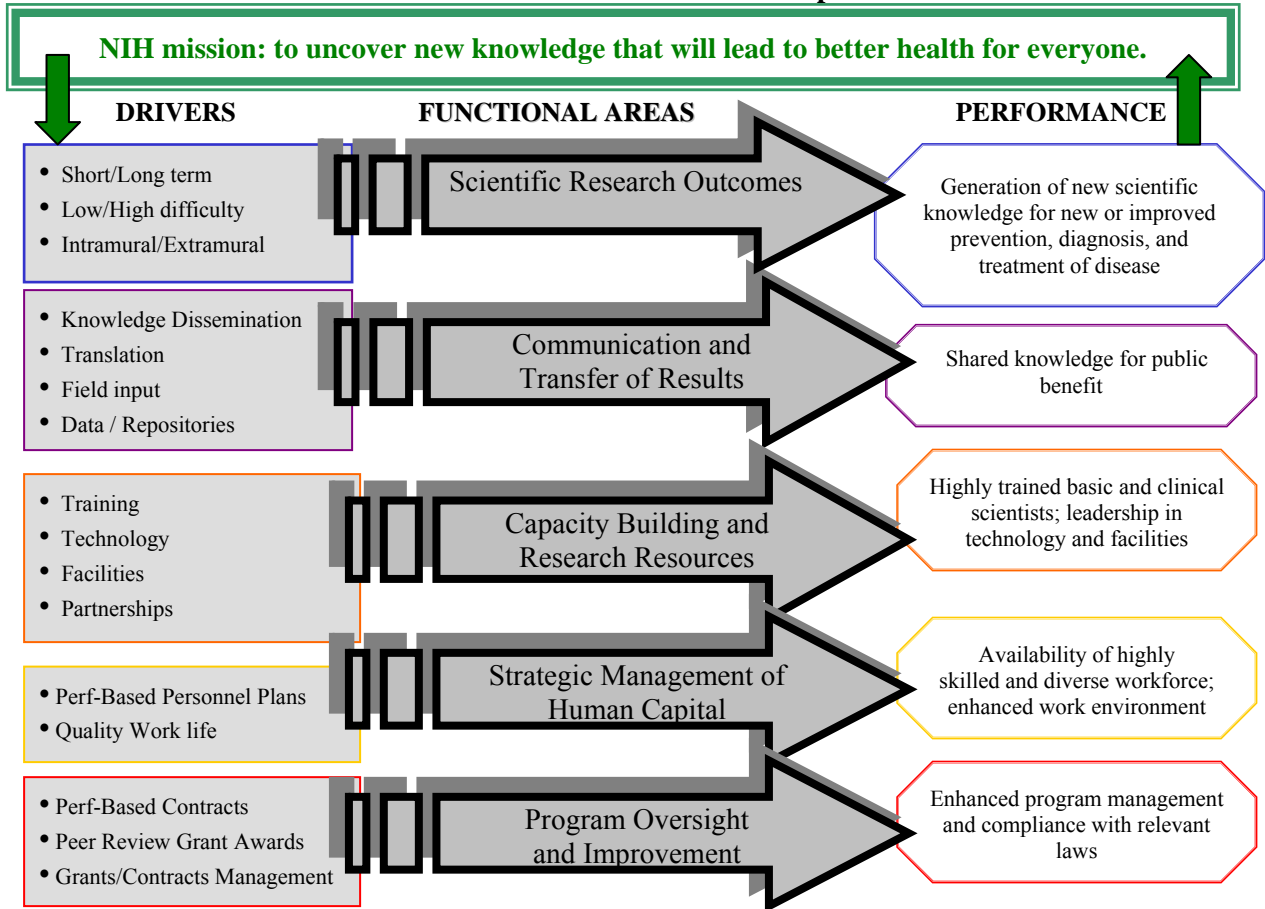 NIH mission: to uncover new knowledge that will lead to better health for everyone.
DRIVERS
FUNCTIONAL AREAS
PERFORMANCE
• Short/Long term
• Low/High difficulty
• Intramural/Extramural
Scientific Research Outcomes
Generation of new scientific
knowledge for new or improved
prevention, diagnosis, and
treatment of disease
• Knowledge Dissemination
• Translation
• Field input
• Data / Repositories
Communication and
Transfer of Results
Shared knowledge for public
benefit
• Training
• Technology
• Facilities
• Partnerships
Capacity Building and
Research Resources
Highly trained basic and clinical
scientists; leadership in
technology and facilities
• Perf-Based Personnel Plans
• Quality Work life
Strategic Management of
Human Capital
Availability of highly
skilled and diverse workforce;
enhanced work environment
• Perf-Based Contracts
• Peer Review Grant Awards
• Grants/Contracts Management
Program Oversight
and Improvement
Enhanced program management
and compliance with relevant
laws